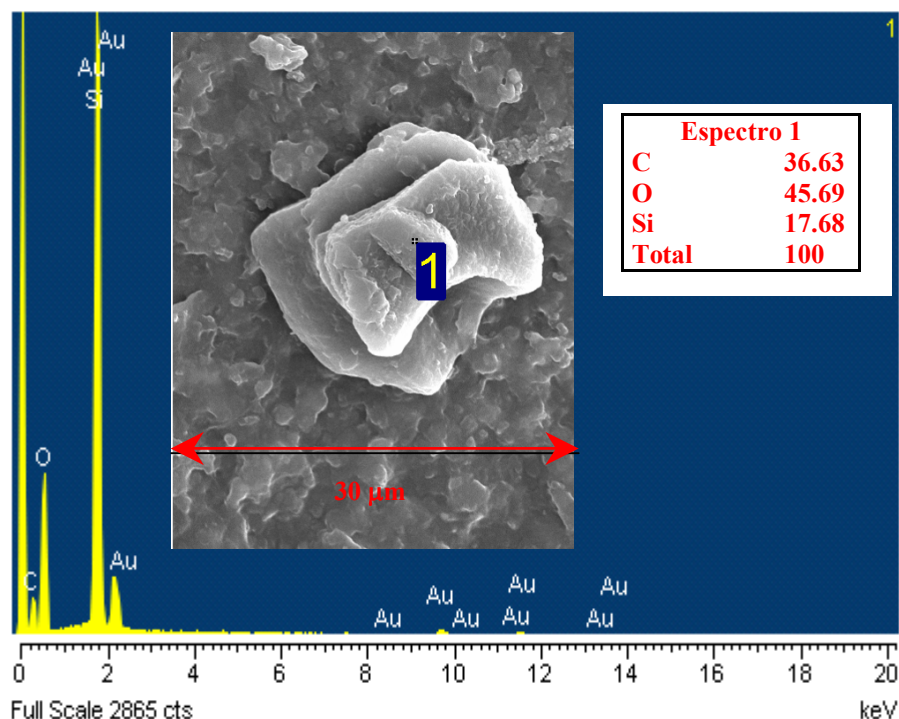 1
Au
Au
Si
Espectro 1
C 36.63
O 45.69
Si 17.68
Total 100
1
O
30 µm
Au
C
Au
Au
Au
Au
Au
Au
Au
0 2 4 6 8 10 12 14 16 18 20
Full Scale 2865 cts keV